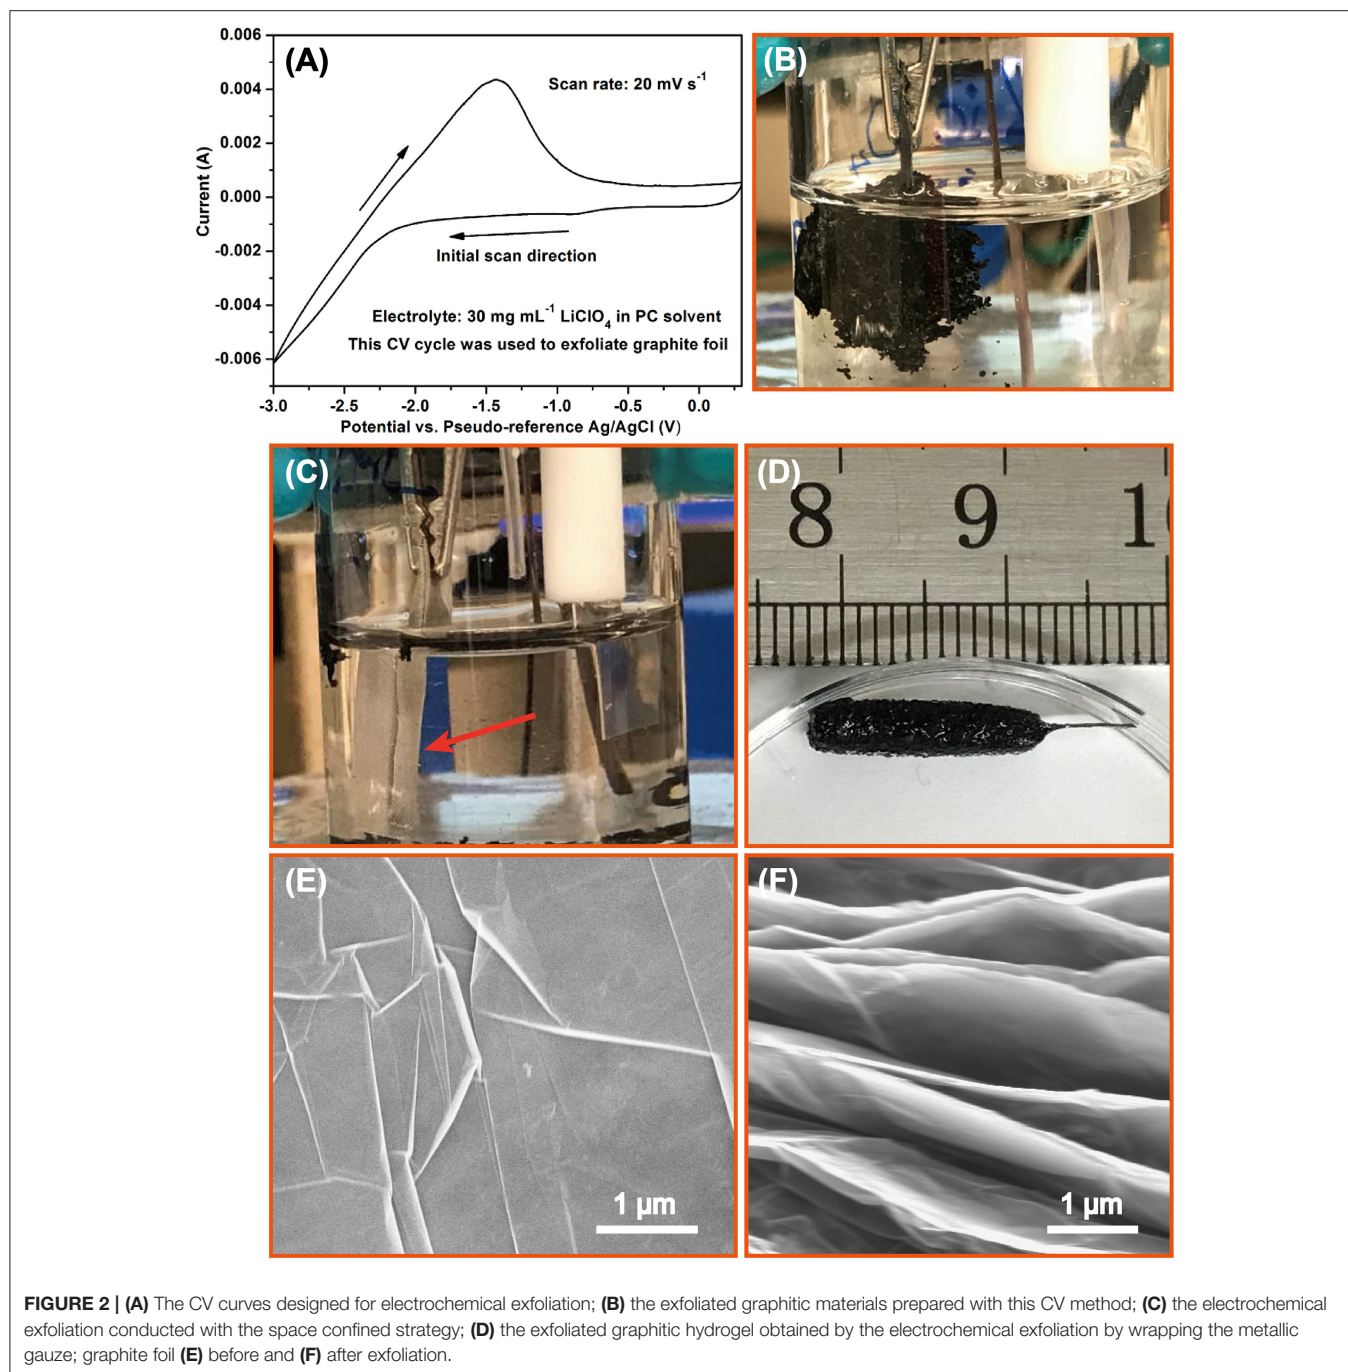 (A)
Scan rate: 20 mV s⁻¹
Initial scan direction
Electrolyte: 30 mg mL⁻¹ LiClO₄ in PC solvent
This CV cycle was used to exfoliate graphite foil
Current (A)
0.006
0.004
0.002
0.000
-0.002
-0.004
-0.006
-3.0 -2.5 -2.0 -1.5 -1.0 -0.5 0.0
Potential vs. Pseudo-reference Ag/AgCl (V)
(B)
(C)
(D)
8 9
(E)
1 µm
(F)
1 µm
FIGURE 2 | (A) The CV curves designed for electrochemical exfoliation; (B) the exfoliated graphitic materials prepared with this CV method; (C) the electrochemical
exfoliation conducted with the space confined strategy; (D) the exfoliated graphitic hydrogel obtained by the electrochemical exfoliation by wrapping the metallic
gauze; graphite foil (E) before and (F) after exfoliation.